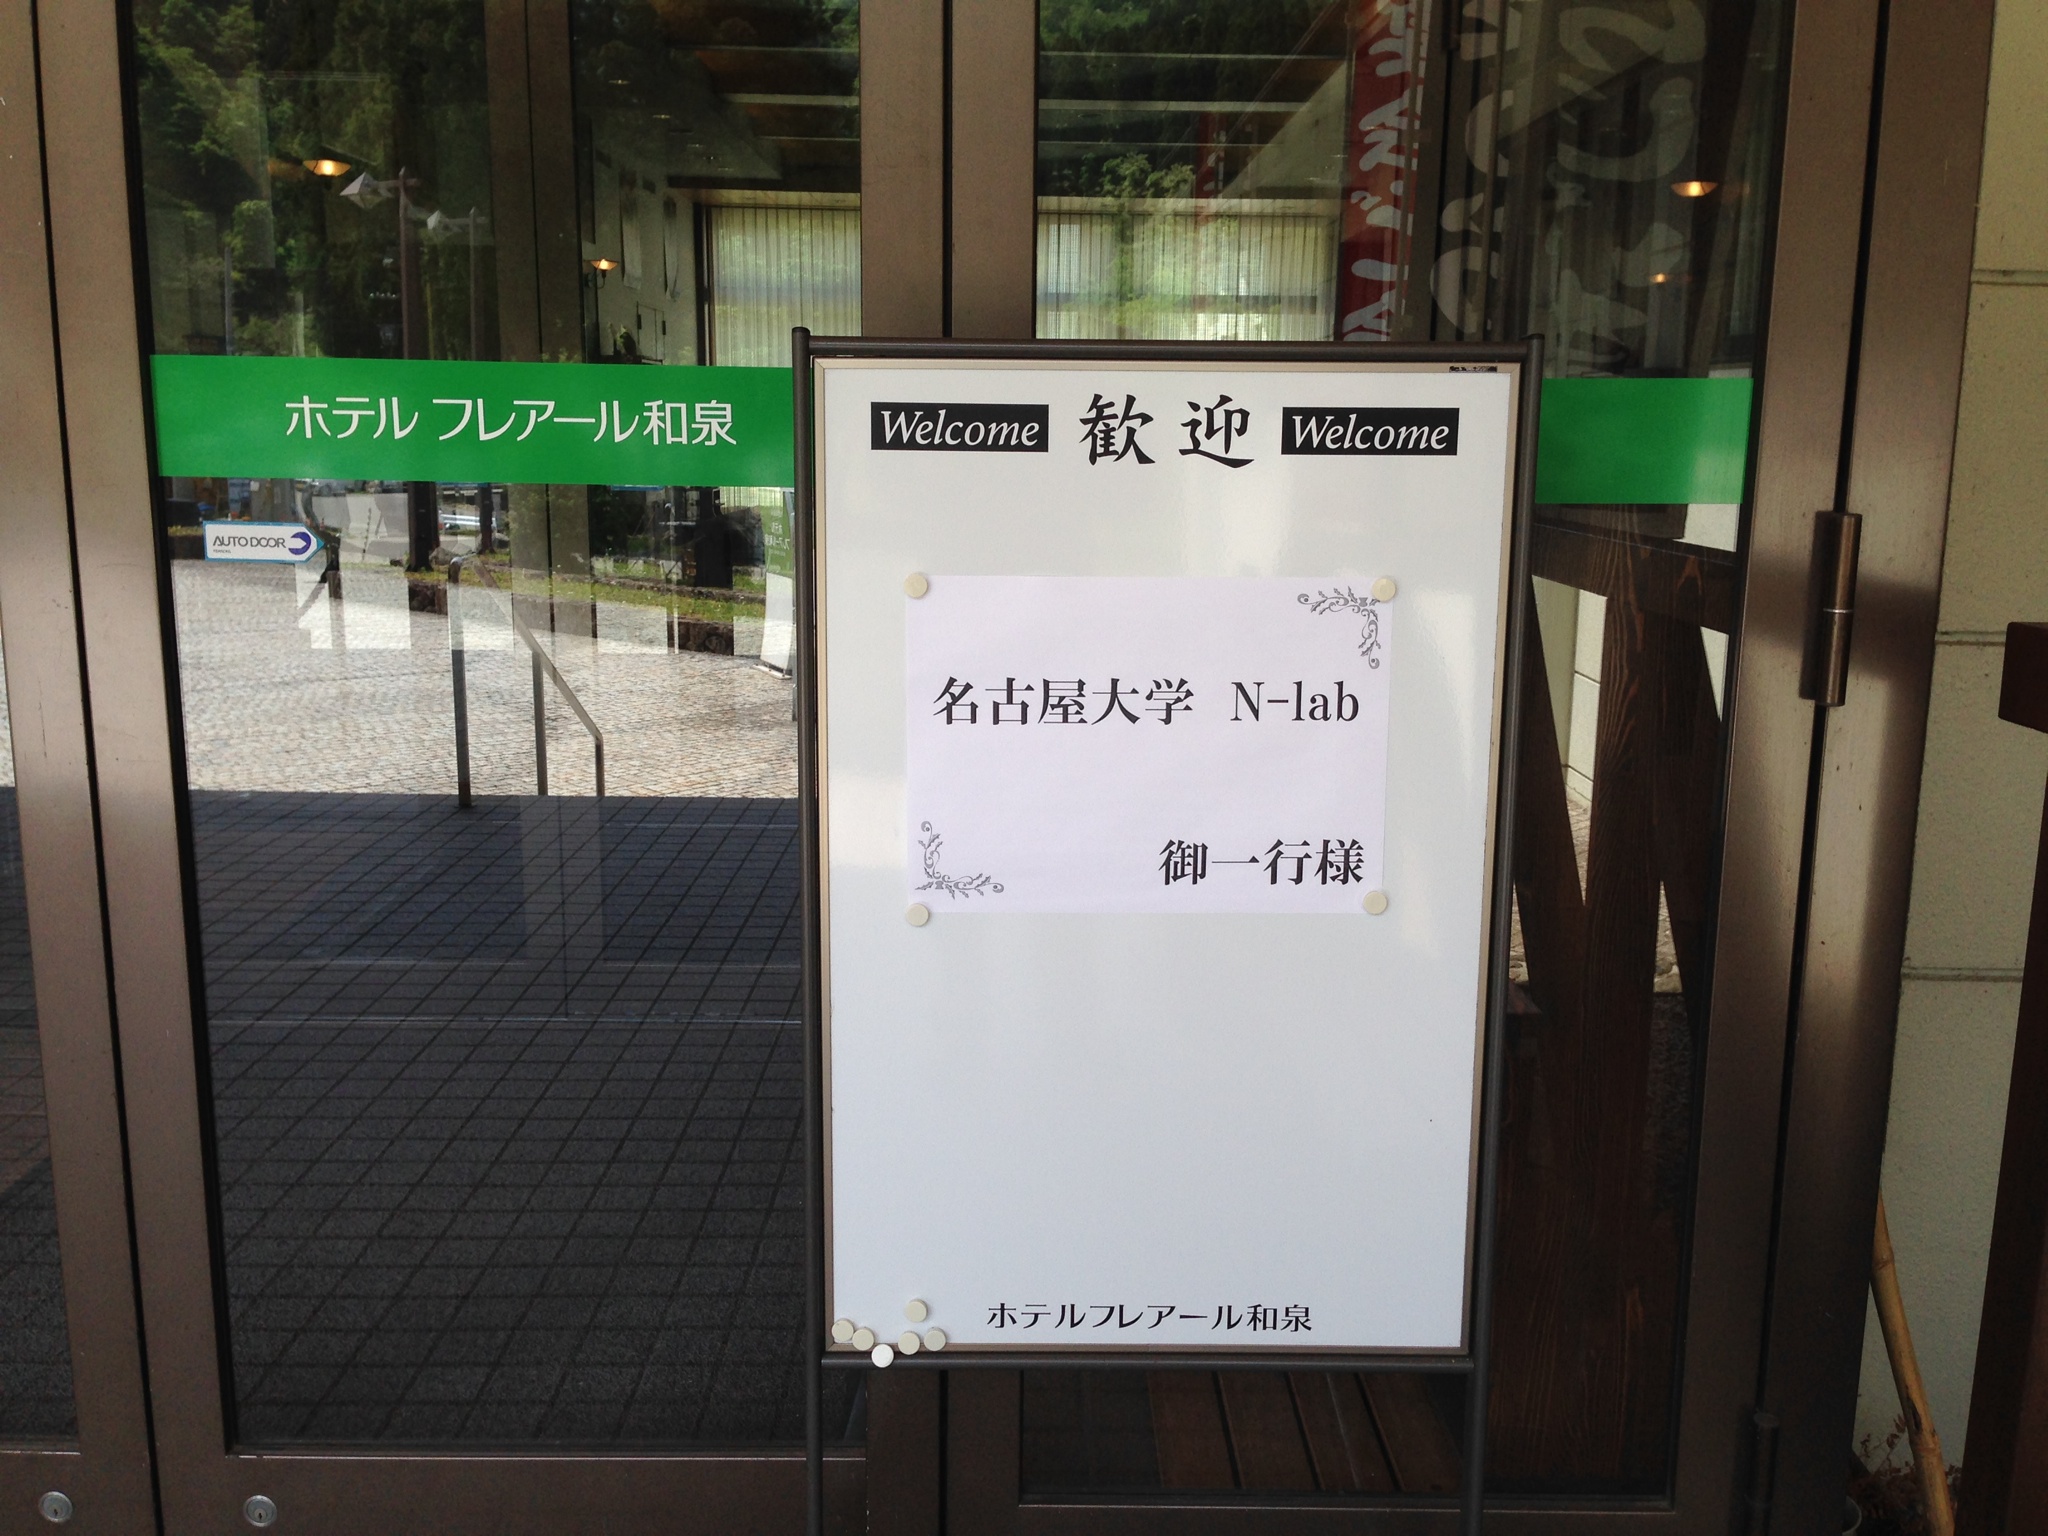 ホテル フレアール和泉
AUTO DOOR
Welcome 歓迎 Welcome
名古屋大学 N-lab
御一行様
ホテルフレアール和泉